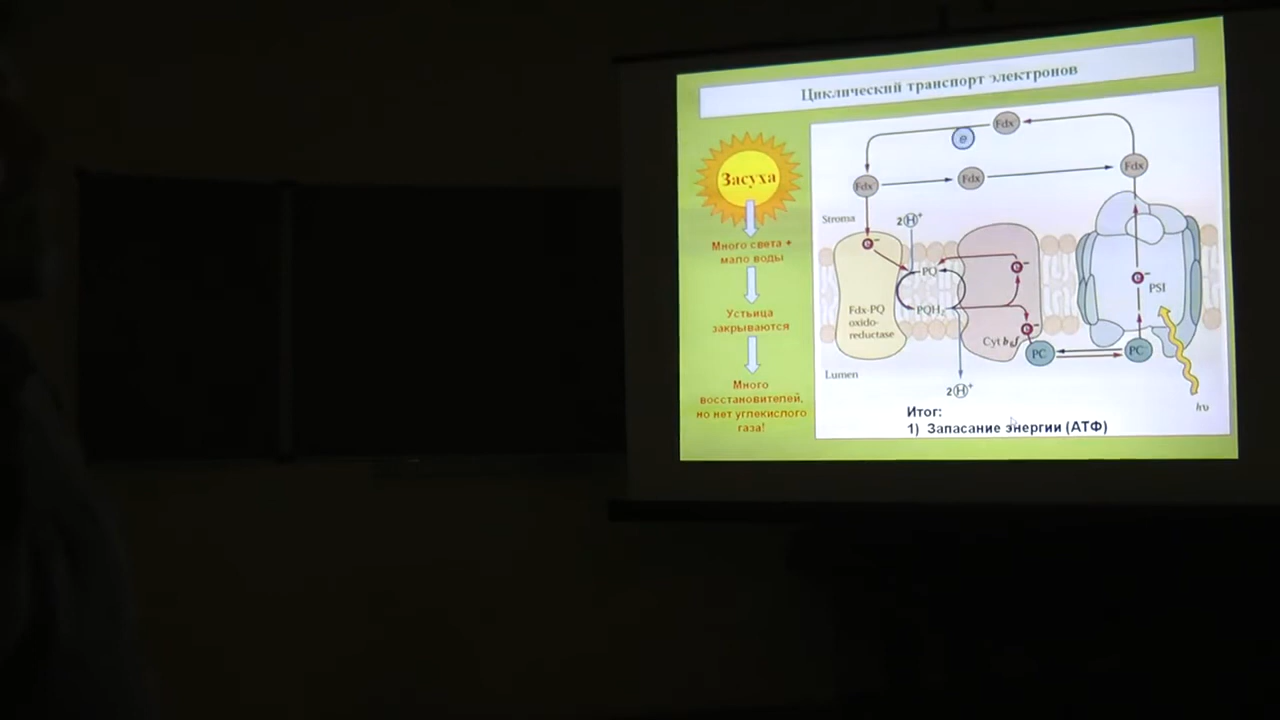 Циклический транспорт электронов
Засуха
Много света +
мало воды
Устьица
закрываются
Много
восстановителей,
но нет углекислого
газа!
Fdx
e
Fdx
Fdx
Fdx
Stroma
2H⁺
e⁻
PQ
e⁻
e⁻
PSI
Fdx-PQ
oxido-
reductase
PQH₂
e⁻
Cyt b₆f
PC
PC
Lumen
2H⁺
hυ
Итог:
1) Запасание энергии (АТФ)